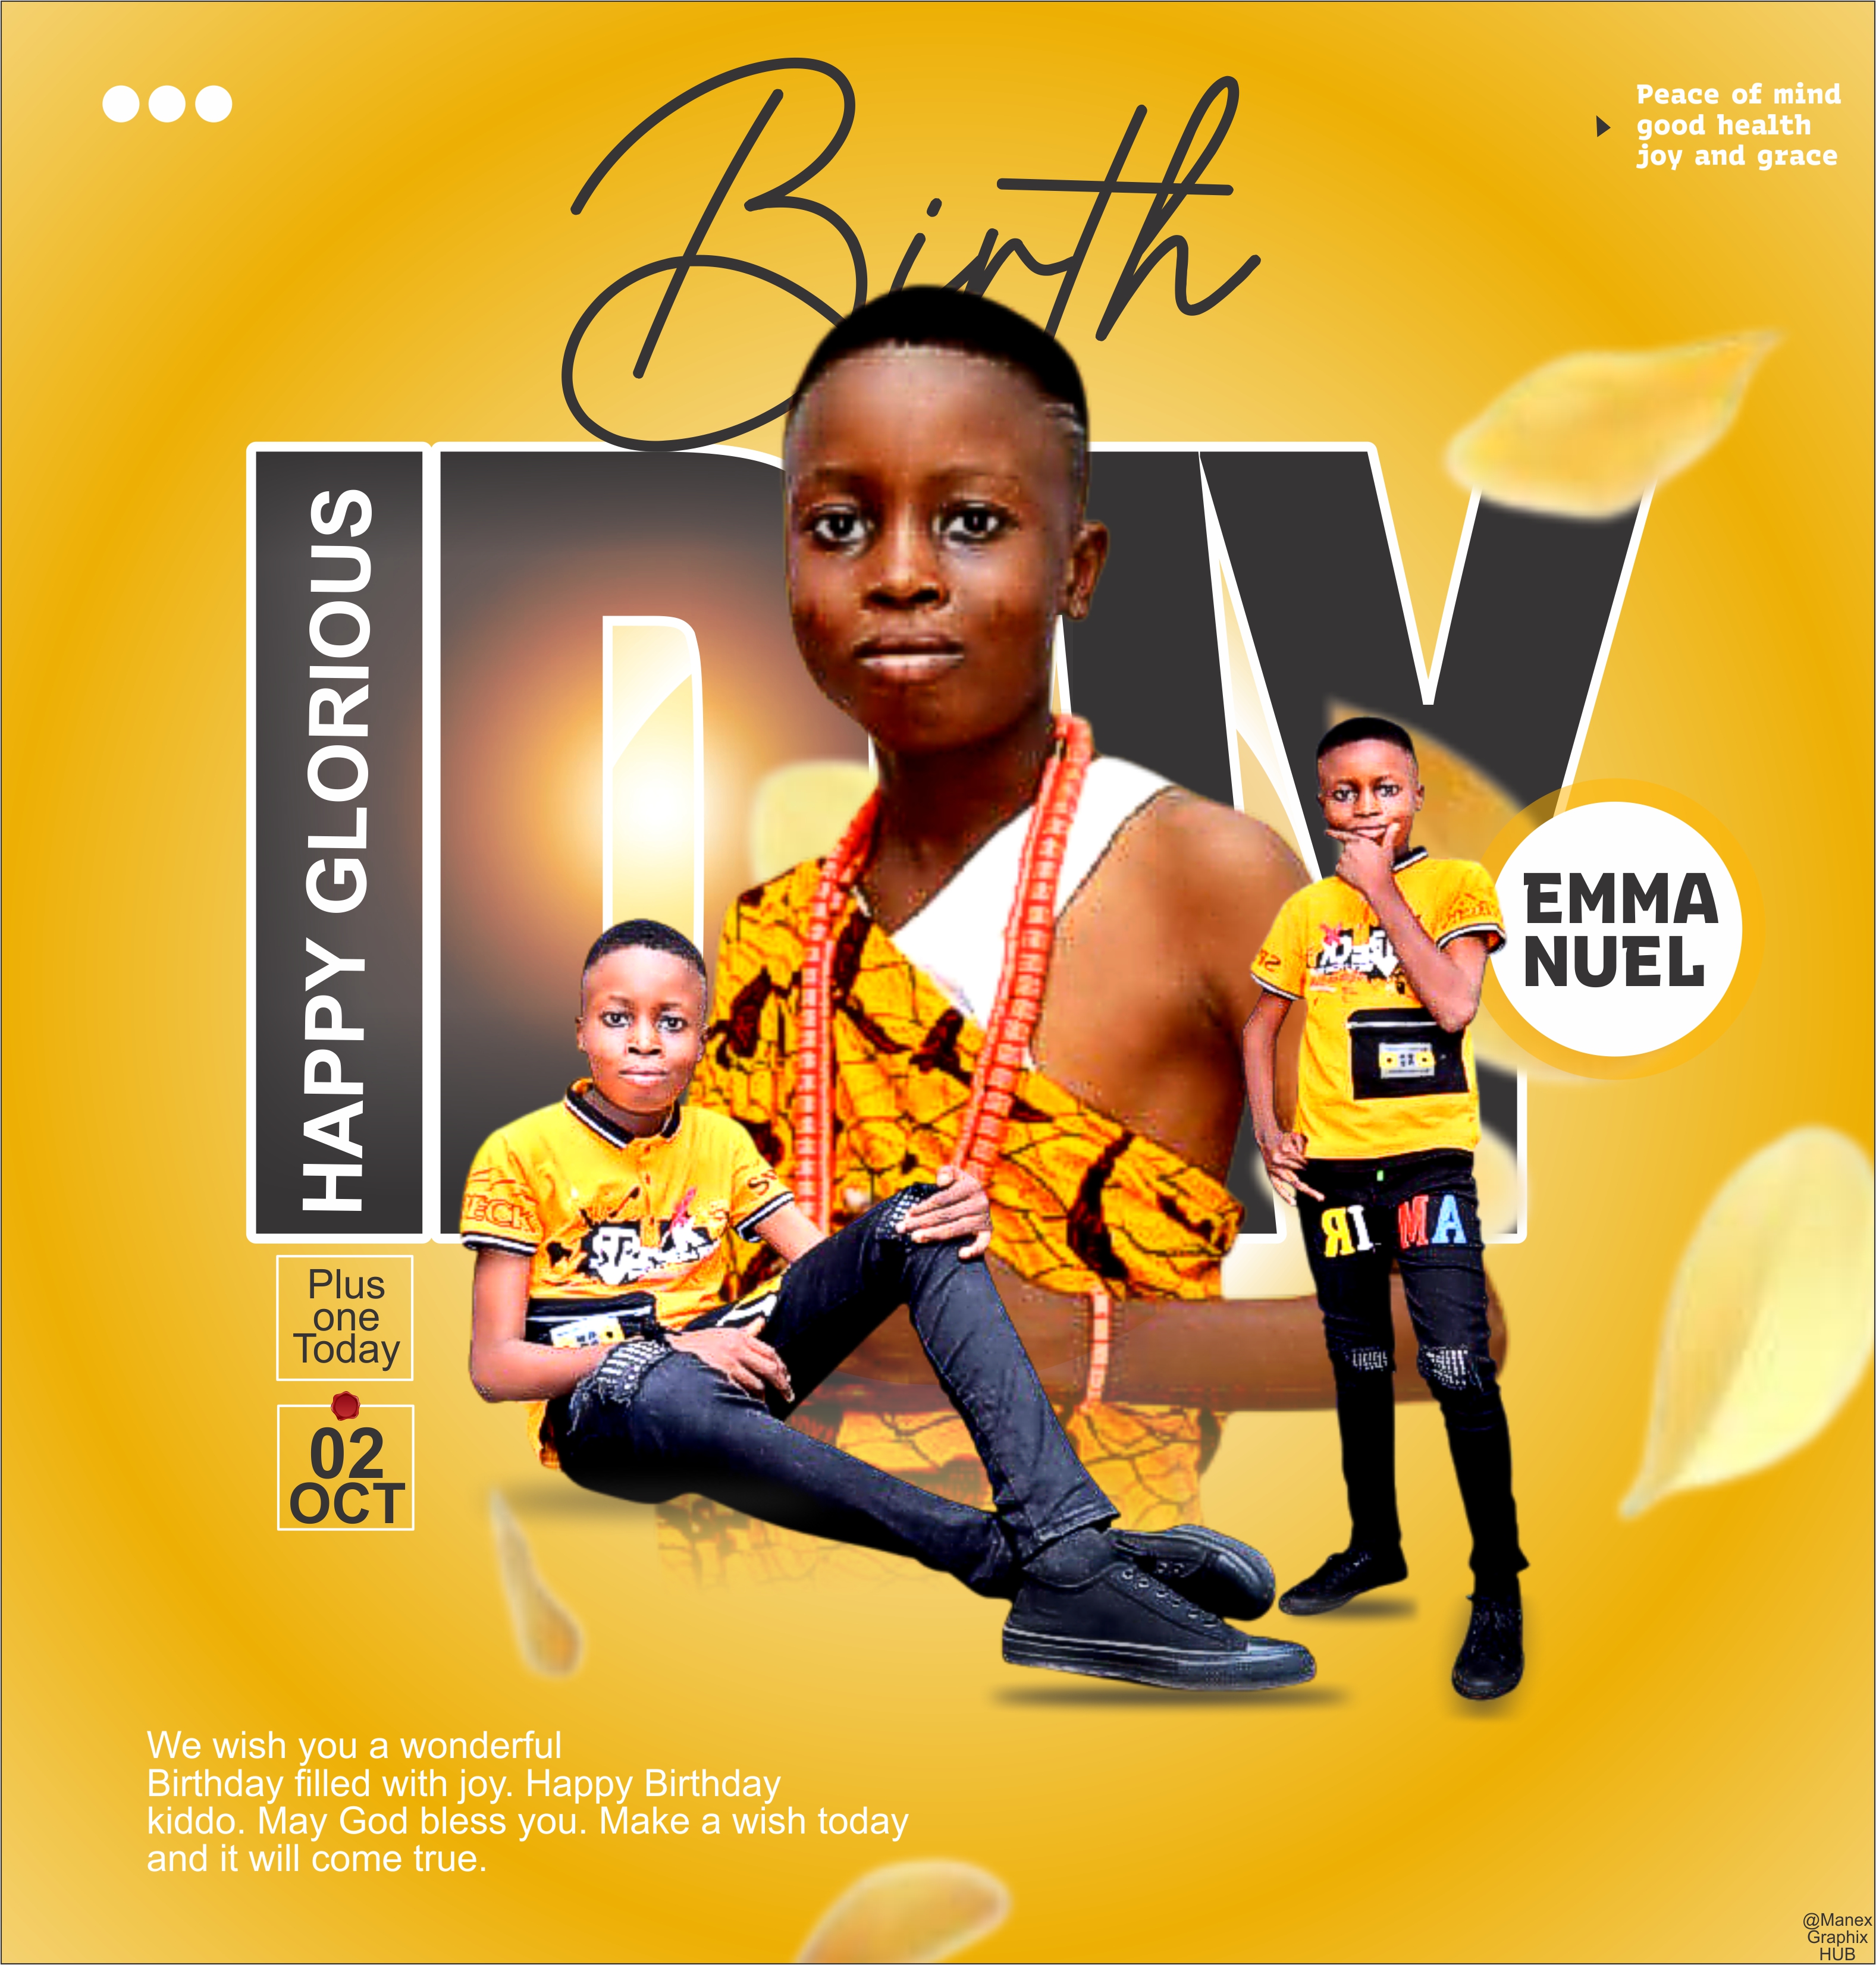 Birth
Peace of mind
good health
joy and grace
HAPPY GLORIOUS
DAY
EMMA
NUEL
Plus
one
Today
02
OCT
We wish you a wonderful
Birthday filled with joy. Happy Birthday
kiddo. May God bless you. Make a wish today
and it will come true.
@Manex
Graphix
HUB